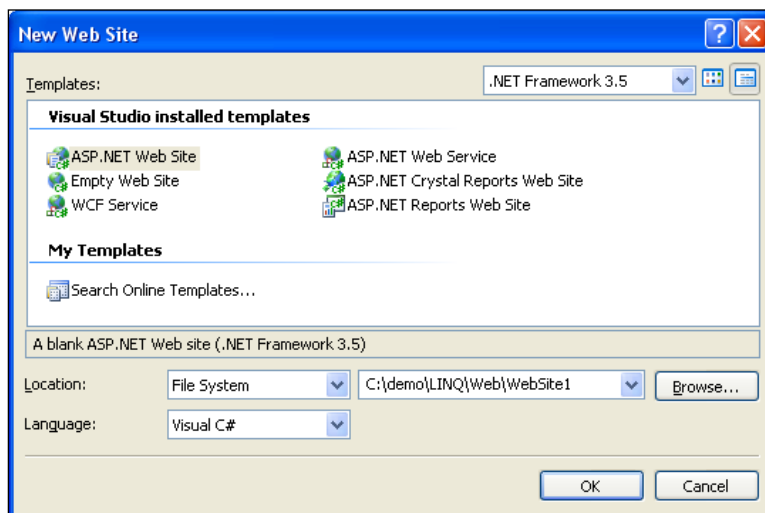 New Web Site
Templates:
.NET Framework 3.5
Visual Studio installed templates
ASP.NET Web Site
ASP.NET Web Service
Empty Web Site
ASP.NET Crystal Reports Web Site
WCF Service
ASP.NET Reports Web Site
My Templates
Search Online Templates...
A blank ASP.NET Web site (.NET Framework 3.5)
Location:
File System
C:\demo\LINQ\Web\WebSite1
Browse...
Language:
Visual C#
OK
Cancel